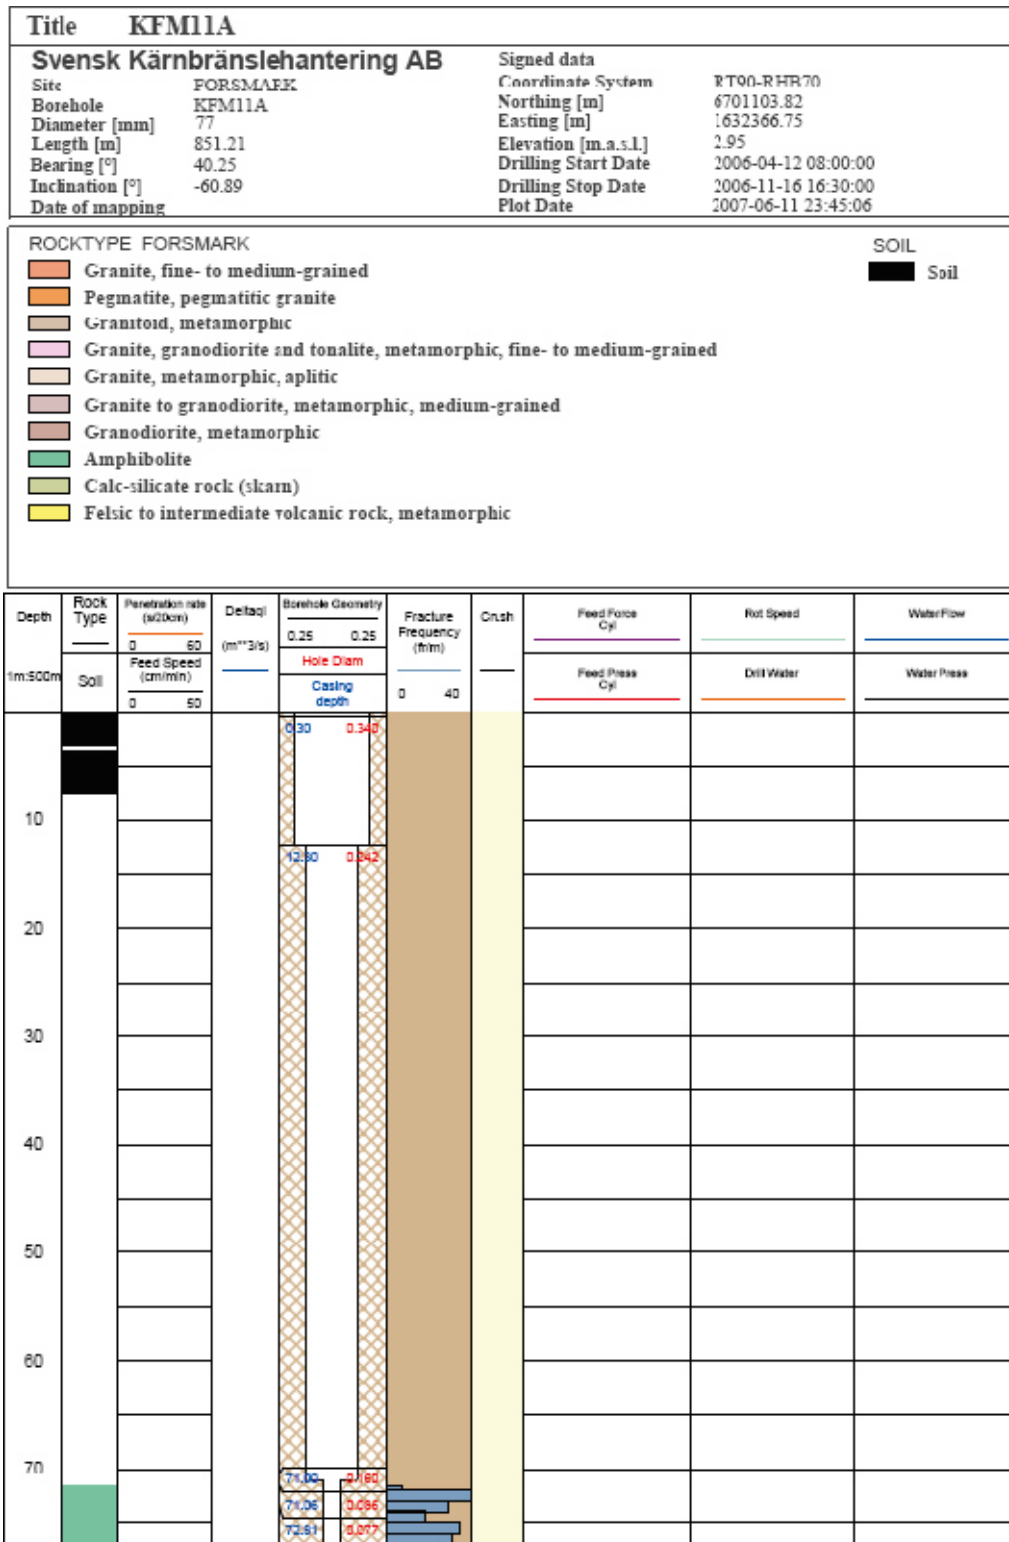 Title KFM11A
Svensk Kärnbränslehantering AB
Signed data
Site FORSMARK
Coordinate System RT90-RHB70
Borehole KFM11A
Northing [m] 6701103.82
Diameter [mm] 77
Easting [m] 1632366.75
Length [m] 851.21
Elevation [m.a.s.l.] 2.95
Bearing [°] 40.25
Drilling Start Date 2006-04-12 08:00:00
Inclination [°] -60.89
Drilling Stop Date 2006-11-16 16:30:00
Date of mapping
Plot Date 2007-06-11 23:45:06
ROCKTYPE FORSMARK
SOIL
Granite, fine- to medium-grained
Soil
Pegmatite, pegmatitic granite
Granitoid, metamorphic
Granite, granodiorite and tonalite, metamorphic, fine- to medium-grained
Granite, metamorphic, aplitic
Granite to granodiorite, metamorphic, medium-grained
Granodiorite, metamorphic
Amphibolite
Calc-silicate rock (skarn)
Felsic to intermediate volcanic rock, metamorphic
Depth
1m:500m
Rock
Type
Soil
Penetration rate
(s/20cm)
0 60
Feed Speed
(cm/min)
0 50
Deltaql
(m**3/s)
Borehole Geometry
0.25 0.25
Hole Diam
Casing
depth
Fracture
Frequency
(fr/m)
0 40
Crush
Feed Force
Cyl
Feed Press
Cyl
Rot Speed
Drill Water
Water Flow
Water Press
0.30 0.340
10
12.30 0.242
20
30
40
50
60
70
71.00 0.160
71.06 0.086
72.61 0.077